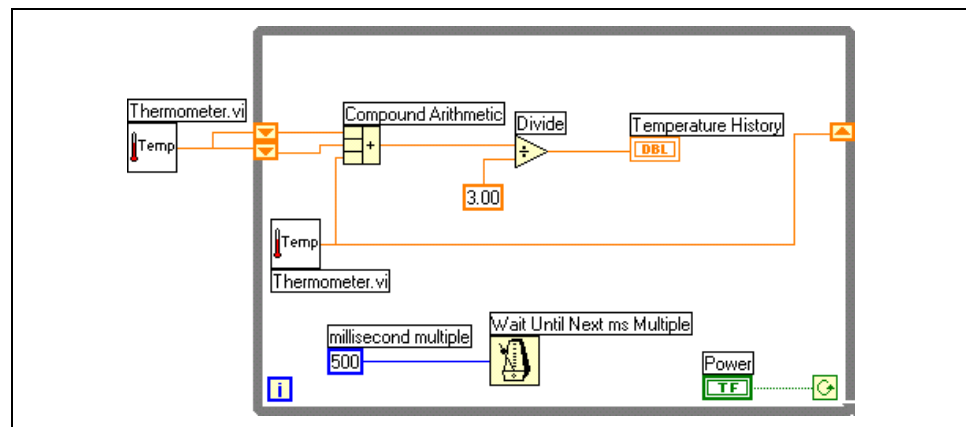 Thermometer.vi
Temp
Compound Arithmetic
+
Divide
÷
Temperature History
DBL
3.00
Temp
Thermometer.vi
millisecond multiple
500
Wait Until Next ms Multiple
Power
TF
i